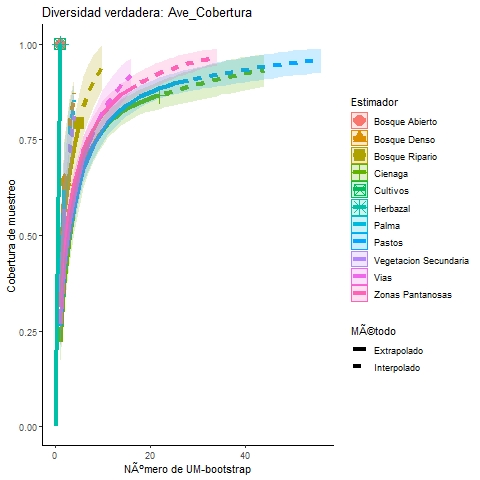 Diversidad verdadera: Ave_Cobertura
1.00
0.75
0.50
0.25
0.00
Cobertura de muestreo
0
20
40
NÃºmero de UM-bootstrap
Estimador
Bosque Abierto
Bosque Denso
Bosque Ripario
Cienaga
Cultivos
Herbazal
Palma
Pastos
Vegetacion Secundaria
Vias
Zonas Pantanosas
MÃ©todo
Extrapolado
Interpolado